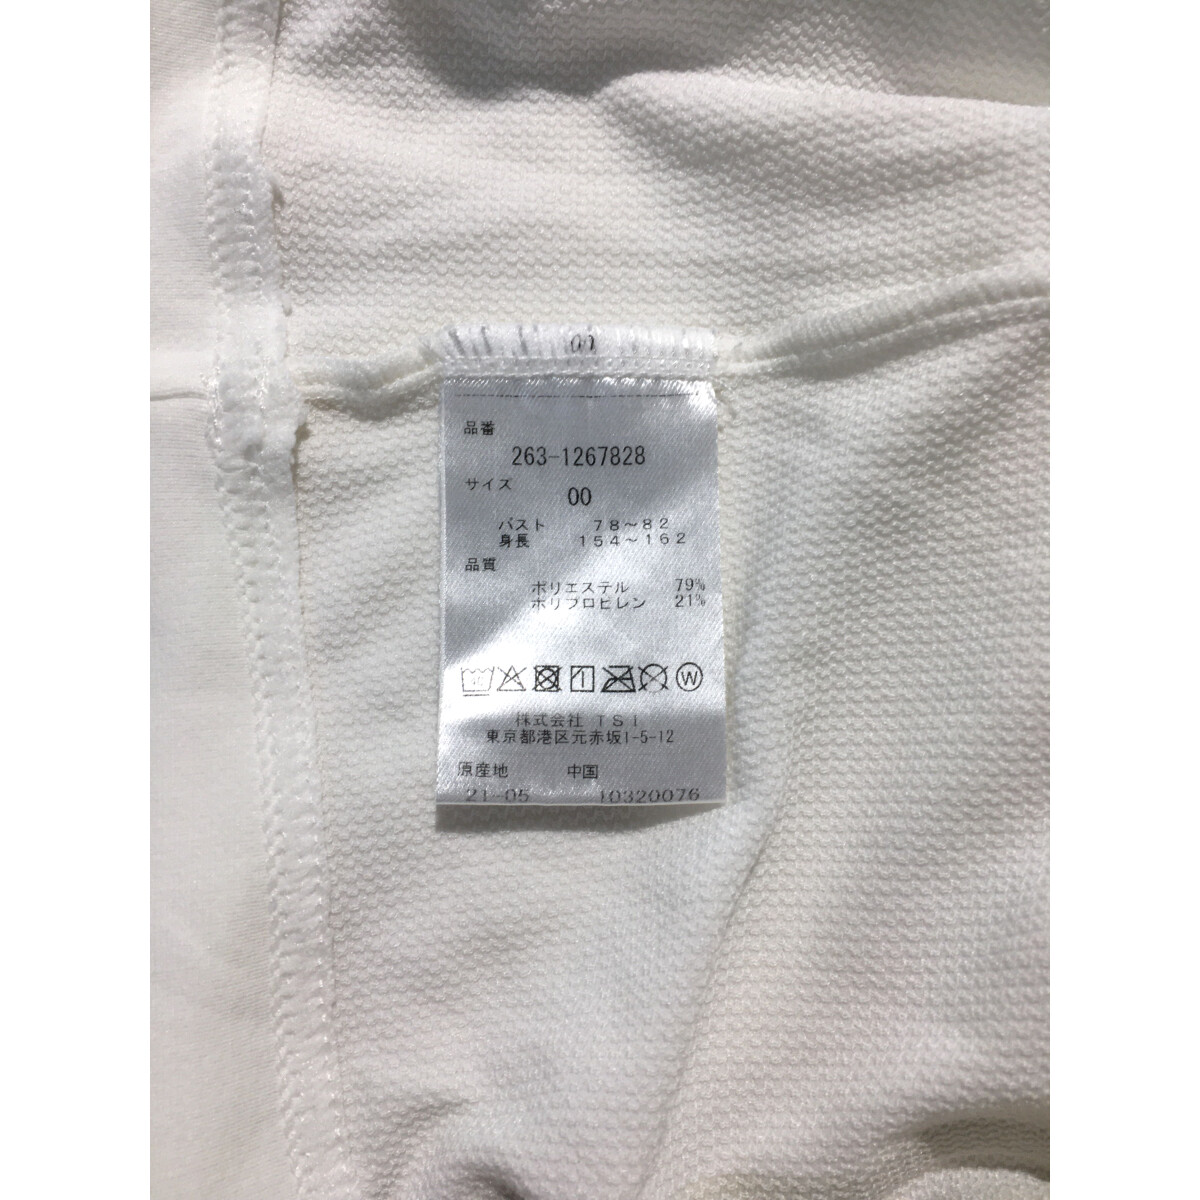 00
品番
263-1267828
サイズ
00
バスト 78～82
身長 154～162
品質
ポリエステル 79%
ポリプロピレン 21%
W
株式会社 TSI
東京都港区元赤坂1-5-12
原産地 中国
21-05 10320076